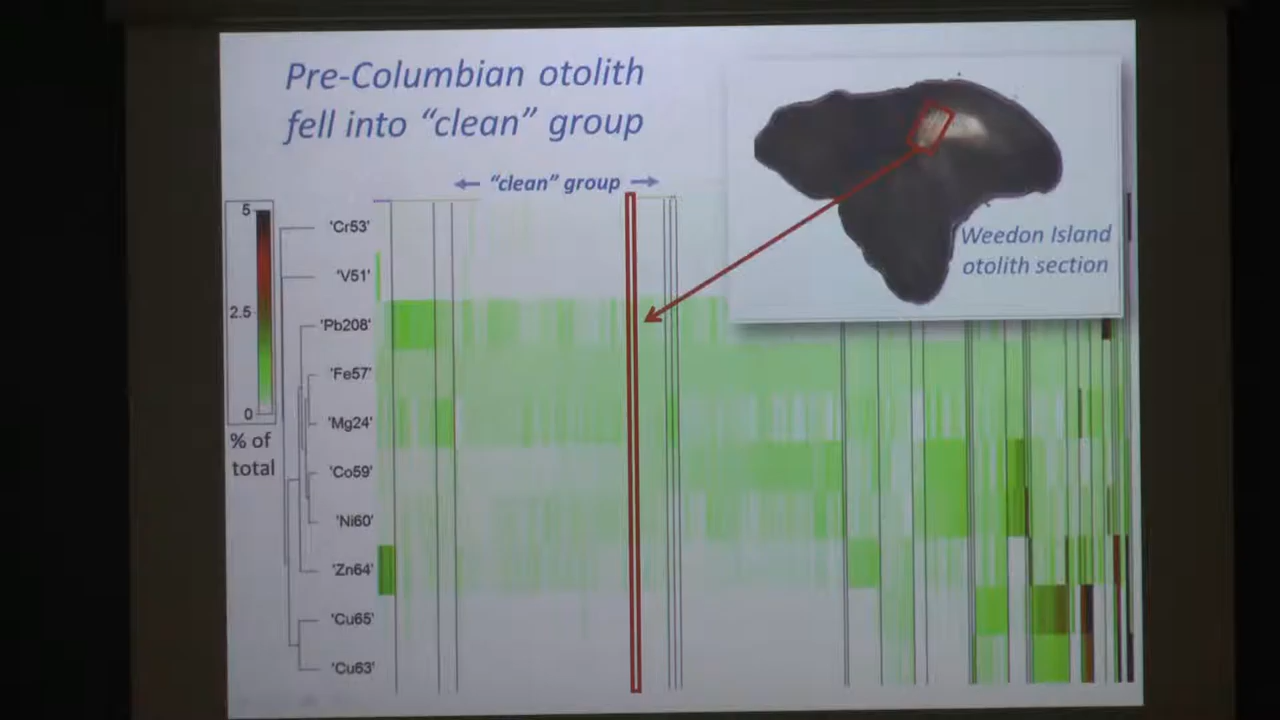 Pre-Columbian otolith
fell into “clean” group
“clean” group
5
2.5
0
% of
total
'Cr53'
'V51'
'Pb208'
'Fe57'
'Mg24'
'Co59'
'Ni60'
'Zn64'
'Cu65'
'Cu63'
Weedon Island
otolith section